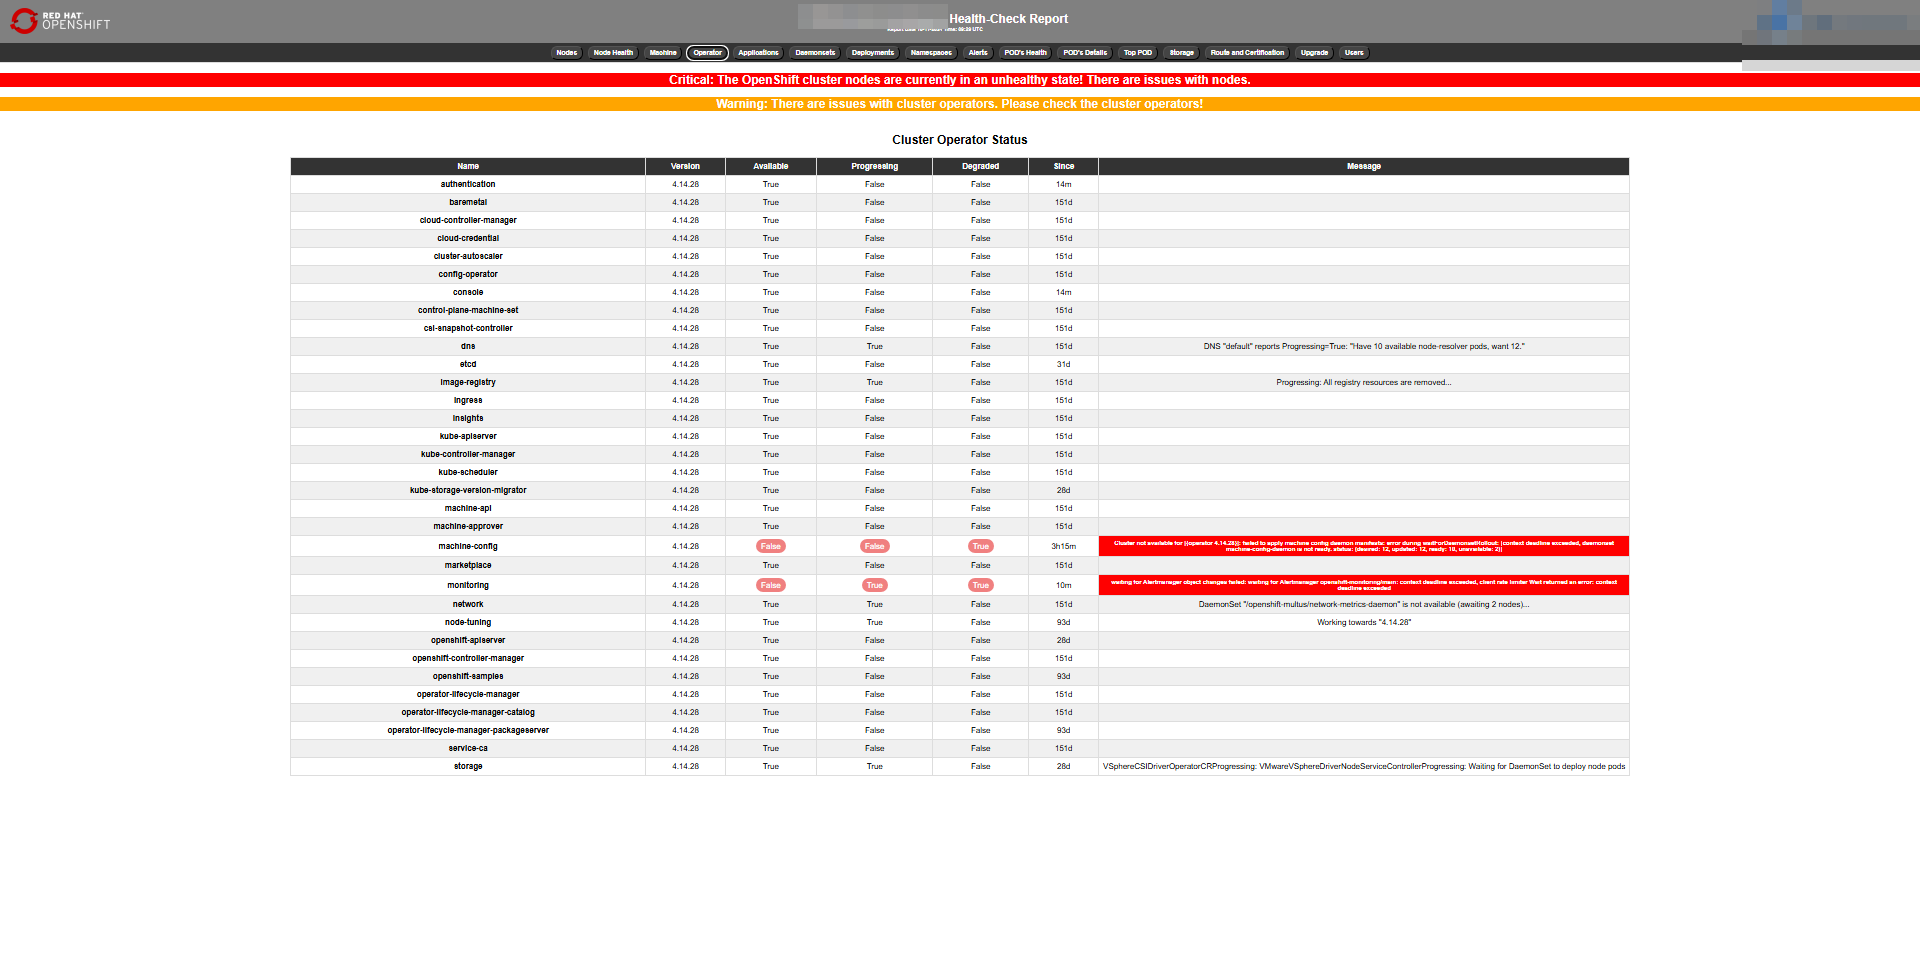 RED HAT
OPENSHIFT
Health-Check Report
Nodes Node Health Machine Operator Applications Daemonsets Deployments Namespaces Alerts POD's Health POD's Details Top POD Storage Route and Certification Upgrade Users
Critical: The OpenShift cluster nodes are currently in an unhealthy state! There are issues with nodes.
Warning: There are issues with cluster operators. Please check the cluster operators!
Cluster Operator Status
Name Version Available Progressing Degraded Since Message
authentication 4.14.28 True False False 14m
baremetal 4.14.28 True False False 151d
cloud-controller-manager 4.14.28 True False False 151d
cloud-credential 4.14.28 True False False 151d
cluster-autoscaler 4.14.28 True False False 151d
config-operator 4.14.28 True False False 151d
console 4.14.28 True False False 14m
control-plane-machine-set 4.14.28 True False False 151d
csi-snapshot-controller 4.14.28 True False False 151d
dns 4.14.28 True True False 151d DNS "default" reports Progressing=True: "Have 10 available node-resolver pods, want 12."
etcd 4.14.28 True False False 31d
image-registry 4.14.28 True True False 151d Progressing: All registry resources are removed...
ingress 4.14.28 True False False 151d
insights 4.14.28 True False False 151d
kube-apiserver 4.14.28 True False False 151d
kube-controller-manager 4.14.28 True False False 151d
kube-scheduler 4.14.28 True False False 151d
kube-storage-version-migrator 4.14.28 True False False 28d
machine-api 4.14.28 True False False 151d
machine-approver 4.14.28 True False False 151d
machine-config 4.14.28 False False True 3h15m Cluster not available for [{operator 4.14.28}]: failed to apply machine config daemon manifests: error during waitForDaemonsetRollout: [context deadline exceeded, daemonset
machine-config-daemon is not ready. status: (desired: 12, updated: 12, ready: 10, unavailable: 2)]
marketplace 4.14.28 True False False 151d
monitoring 4.14.28 False True True 10m waiting for Alertmanager object changes failed: waiting for Alertmanager openshift-monitoring/main: context deadline exceeded, client rate limiter Wait returned an error: context
deadline exceeded
network 4.14.28 True True False 151d DaemonSet "/openshift-multus/network-metrics-daemon" is not available (awaiting 2 nodes)...
node-tuning 4.14.28 True True False 93d Working towards "4.14.28"
openshift-apiserver 4.14.28 True False False 28d
openshift-controller-manager 4.14.28 True False False 151d
openshift-samples 4.14.28 True False False 93d
operator-lifecycle-manager 4.14.28 True False False 151d
operator-lifecycle-manager-catalog 4.14.28 True False False 151d
operator-lifecycle-manager-packageserver 4.14.28 True False False 93d
service-ca 4.14.28 True False False 151d
storage 4.14.28 True True False 28d VSphereCSIDriverOperatorCRProgressing: VMwareVSphereDriverNodeServiceControllerProgressing: Waiting for DaemonSet to deploy node pods